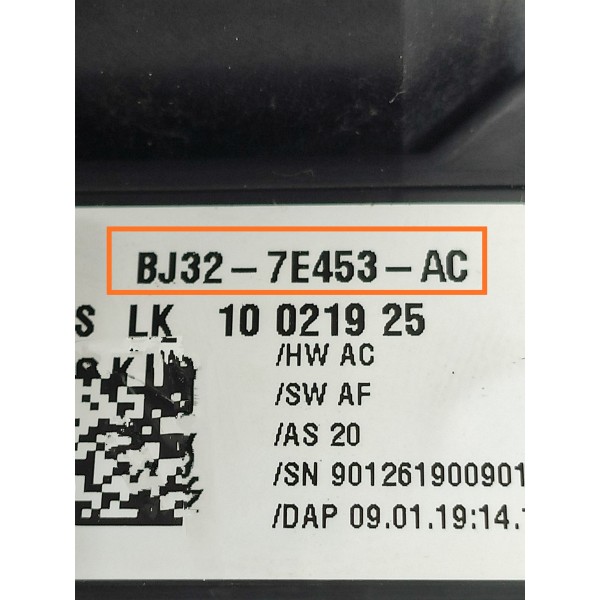 BJ32-7E453-AC
S LK 10 0219 25
/HW AC
/SW AF
/AS 20
/SN 901261900901
/DAP 09.01.19:14.